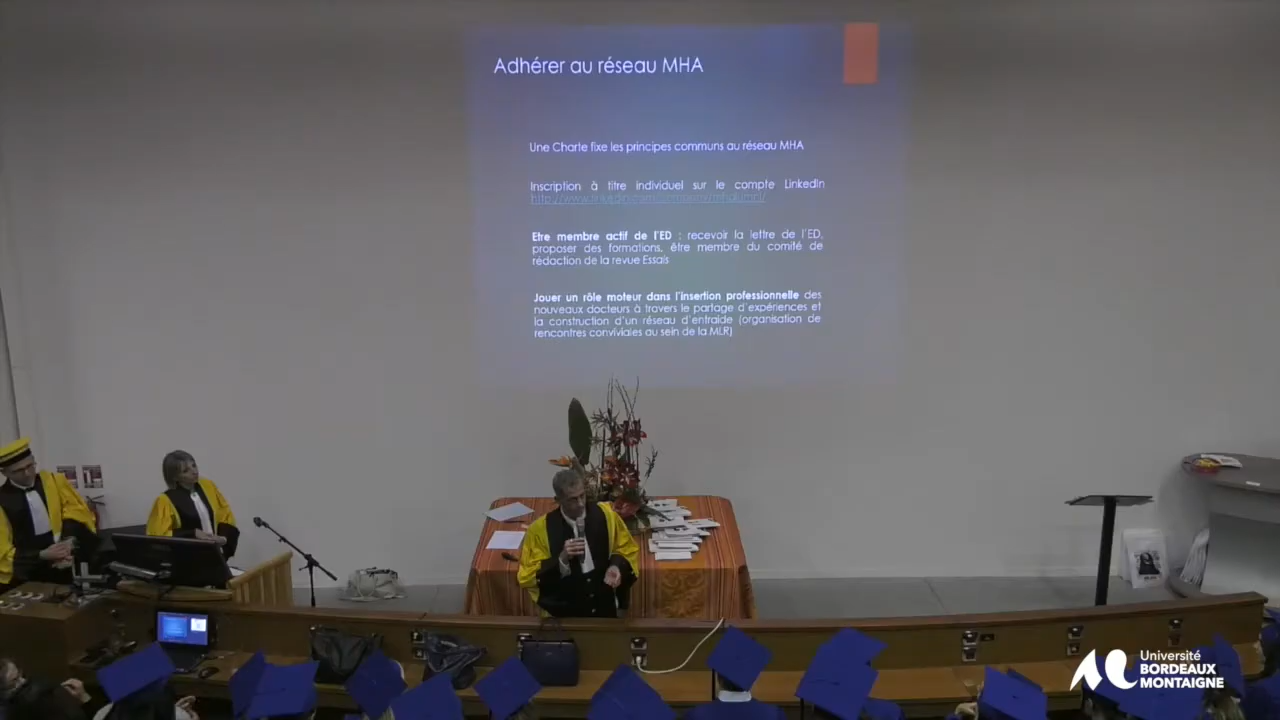 Adhérer au réseau MHA
Une Charte fixe les principes communs au réseau MHA
Inscription à titre individuel sur le compte LinkedIn
Etre membre actif de l'ED : recevoir la lettre de l'ED,
proposer des formations, être membre du comité de
rédaction de la revue Essais
Jouer un rôle moteur dans l'insertion professionnelle des
nouveaux docteurs à travers le partage d'expériences et
la construction d'un réseau d'entraide (organisation de
rencontres conviviales au sein de la MLR)
Université
BORDEAUX
MONTAIGNE